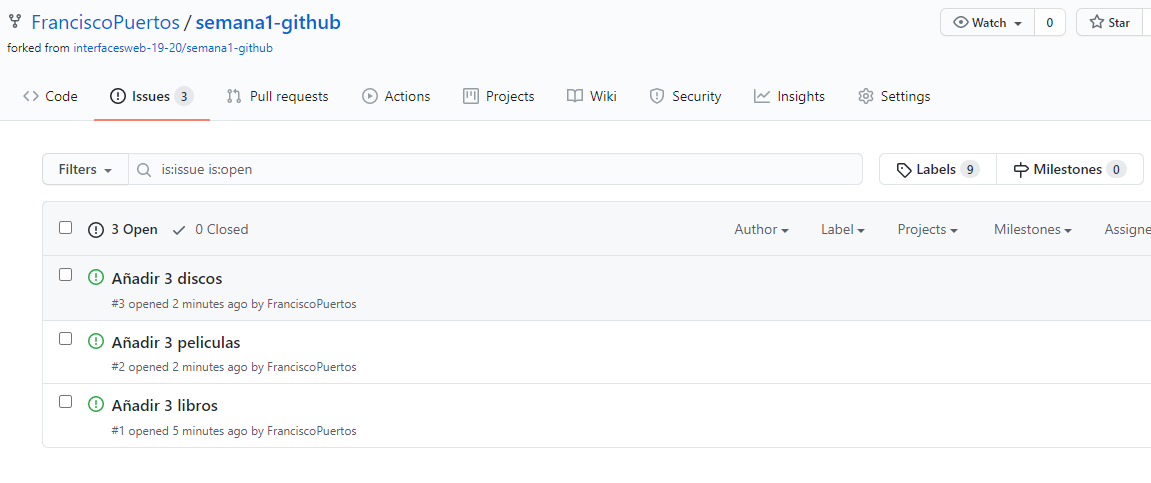 FranciscoPuertos / semana1-github
Watch 0 Star
forked from interfacesweb-19-20/semana1-github
Code Issues 3 Pull requests Actions Projects Wiki Security Insights Settings
Filters is:issue is:open Labels 9 Milestones 0
3 Open 0 Closed Author Label Projects Milestones Assigne
Añadir 3 discos
#3 opened 2 minutes ago by FranciscoPuertos
Añadir 3 peliculas
#2 opened 2 minutes ago by FranciscoPuertos
Añadir 3 libros
#1 opened 5 minutes ago by FranciscoPuertos